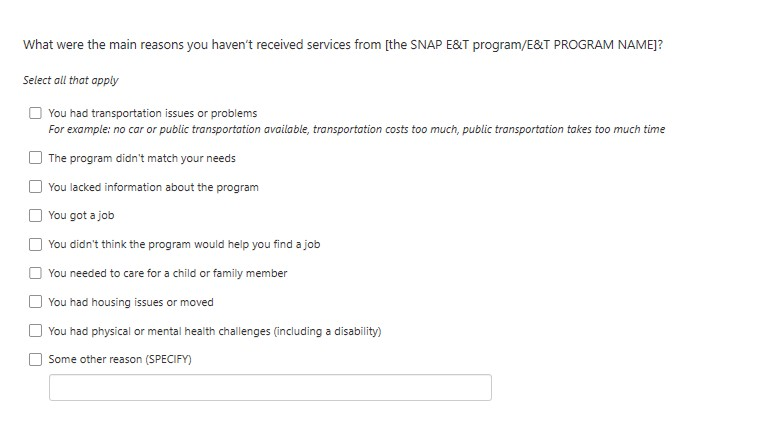 What were the main reasons you haven't received services from [the SNAP E&T program/E&T PROGRAM NAME]?
Select all that apply
You had transportation issues or problems
For example: no car or public transportation available, transportation costs too much, public transportation takes too much time
The program didn't match your needs
You lacked information about the program
You got a job
You didn't think the program would help you find a job
You needed to care for a child or family member
You had housing issues or moved
You had physical or mental health challenges (including a disability)
Some other reason (SPECIFY)